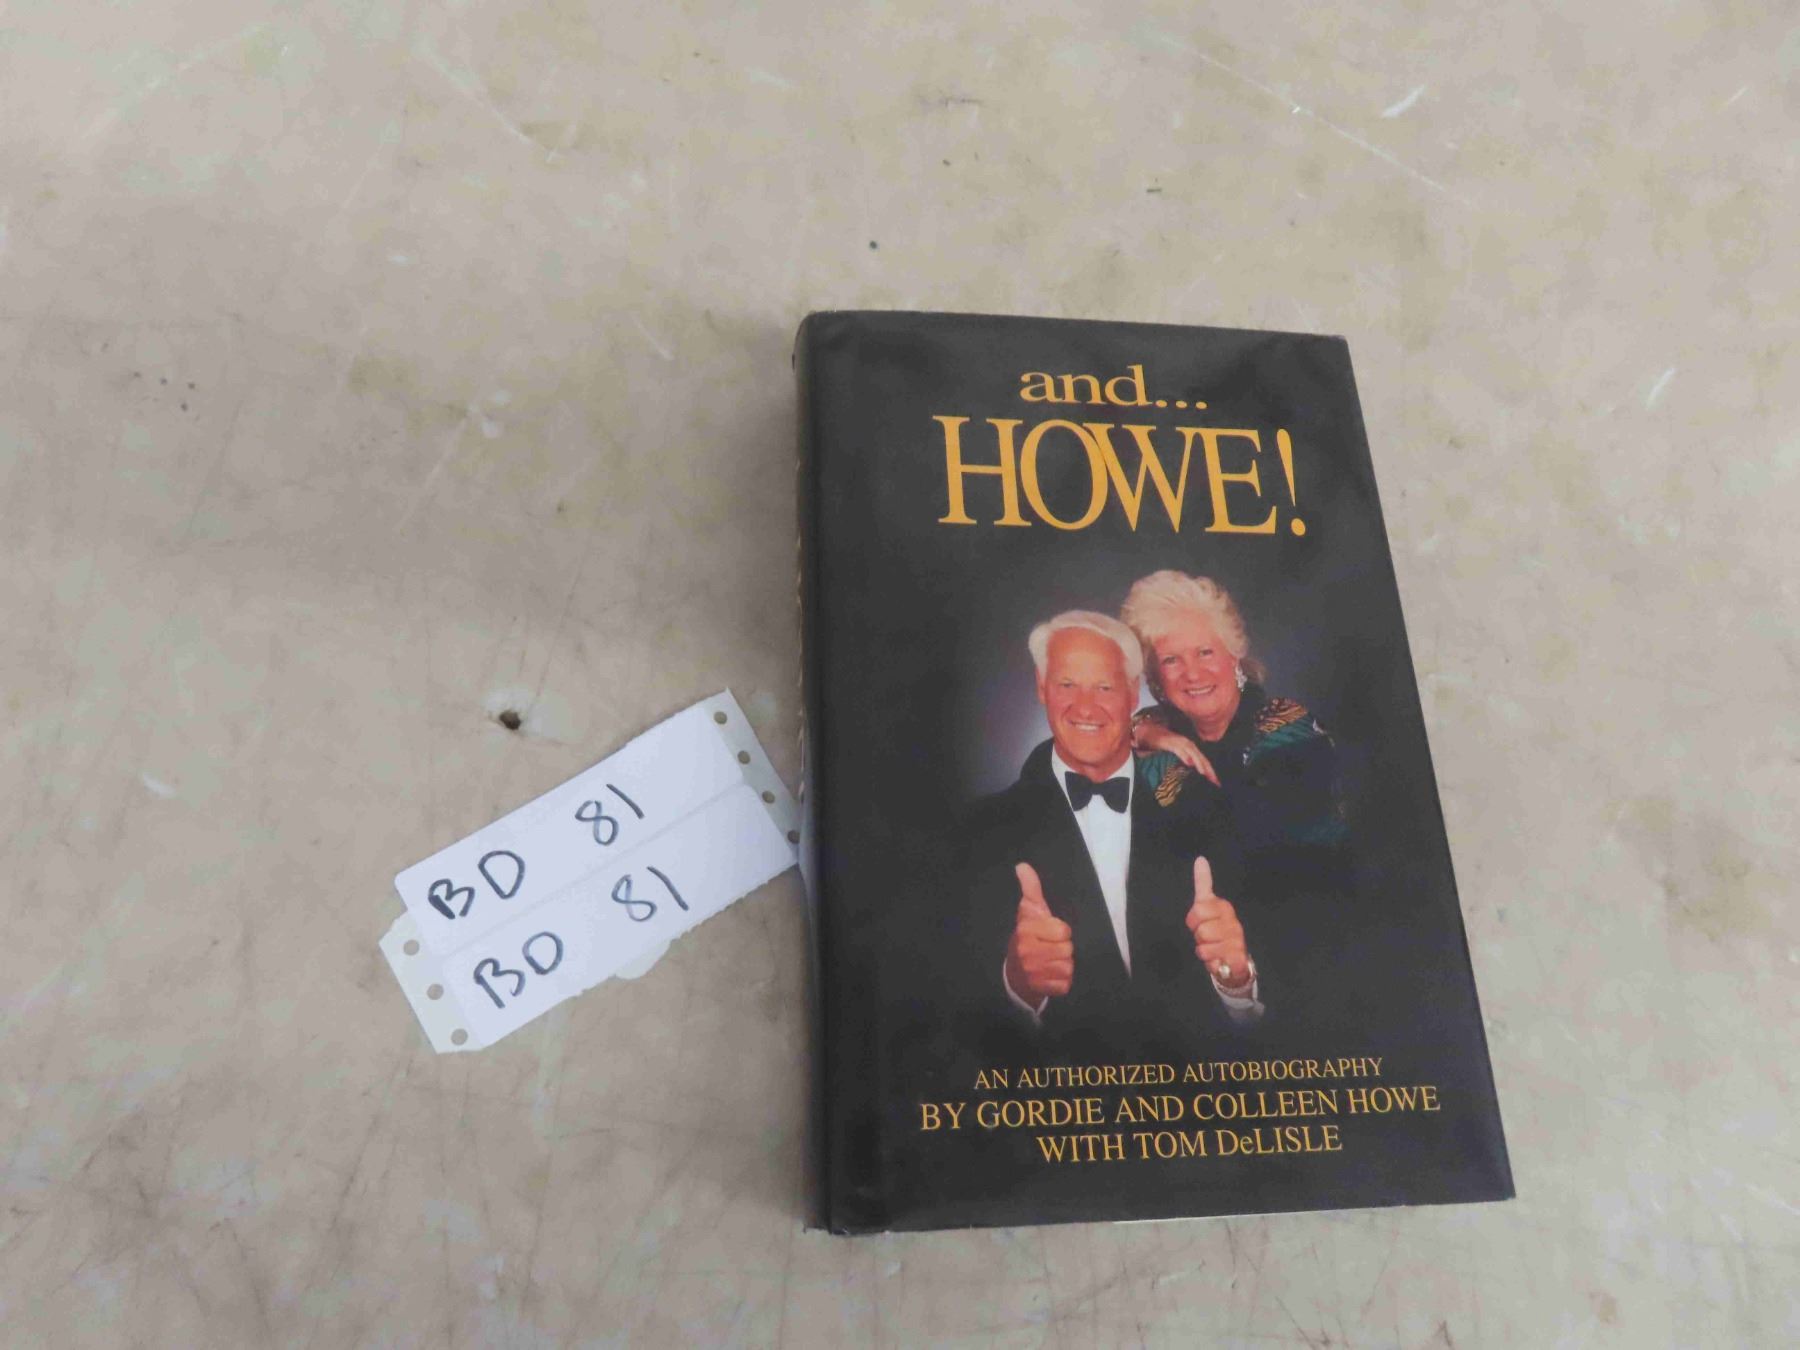 and...
HOWE!
AN AUTHORIZED AUTOBIOGRAPHY
BY GORDIE AND COLLEEN HOWE
WITH TOM DeLISLE
BD 81
BD 81